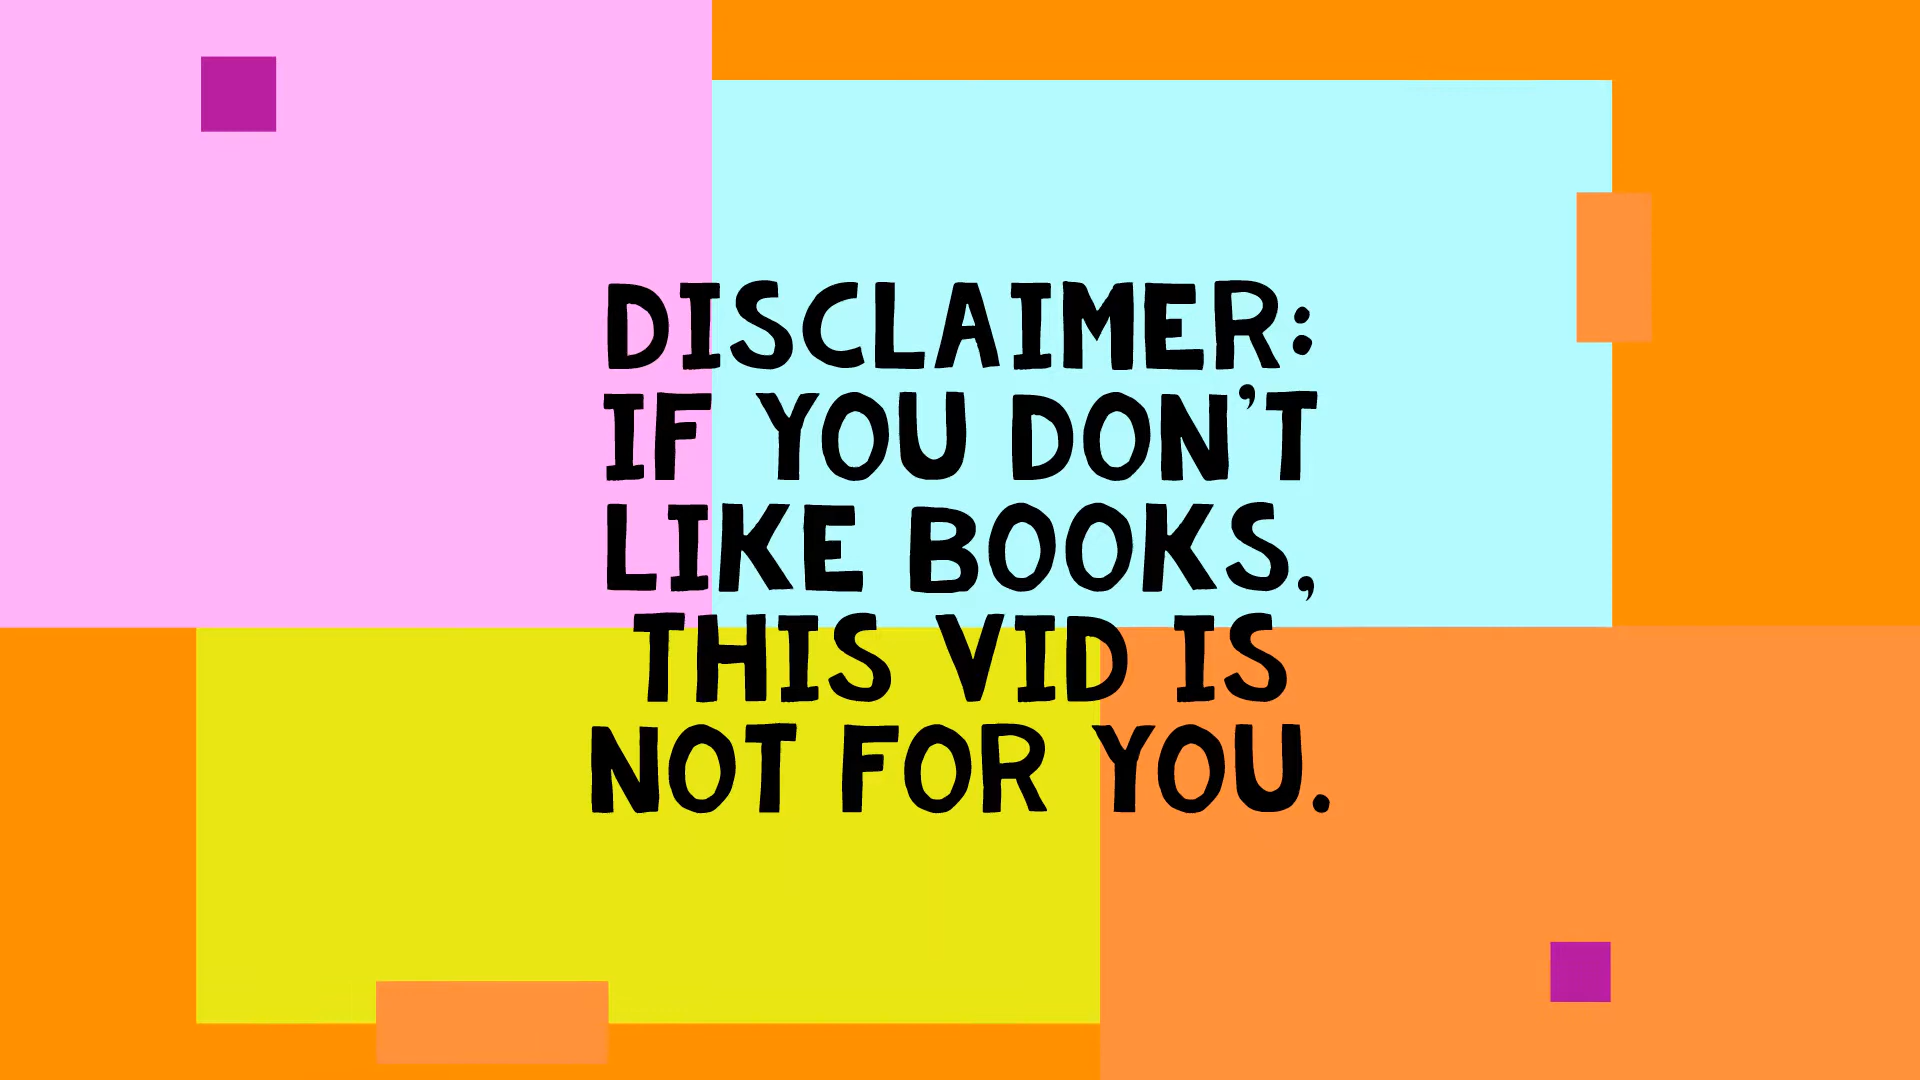 DISCLAIMER:
IF YOU DON'T
LIKE BOOKS,
THIS VID IS
NOT FOR YOU.